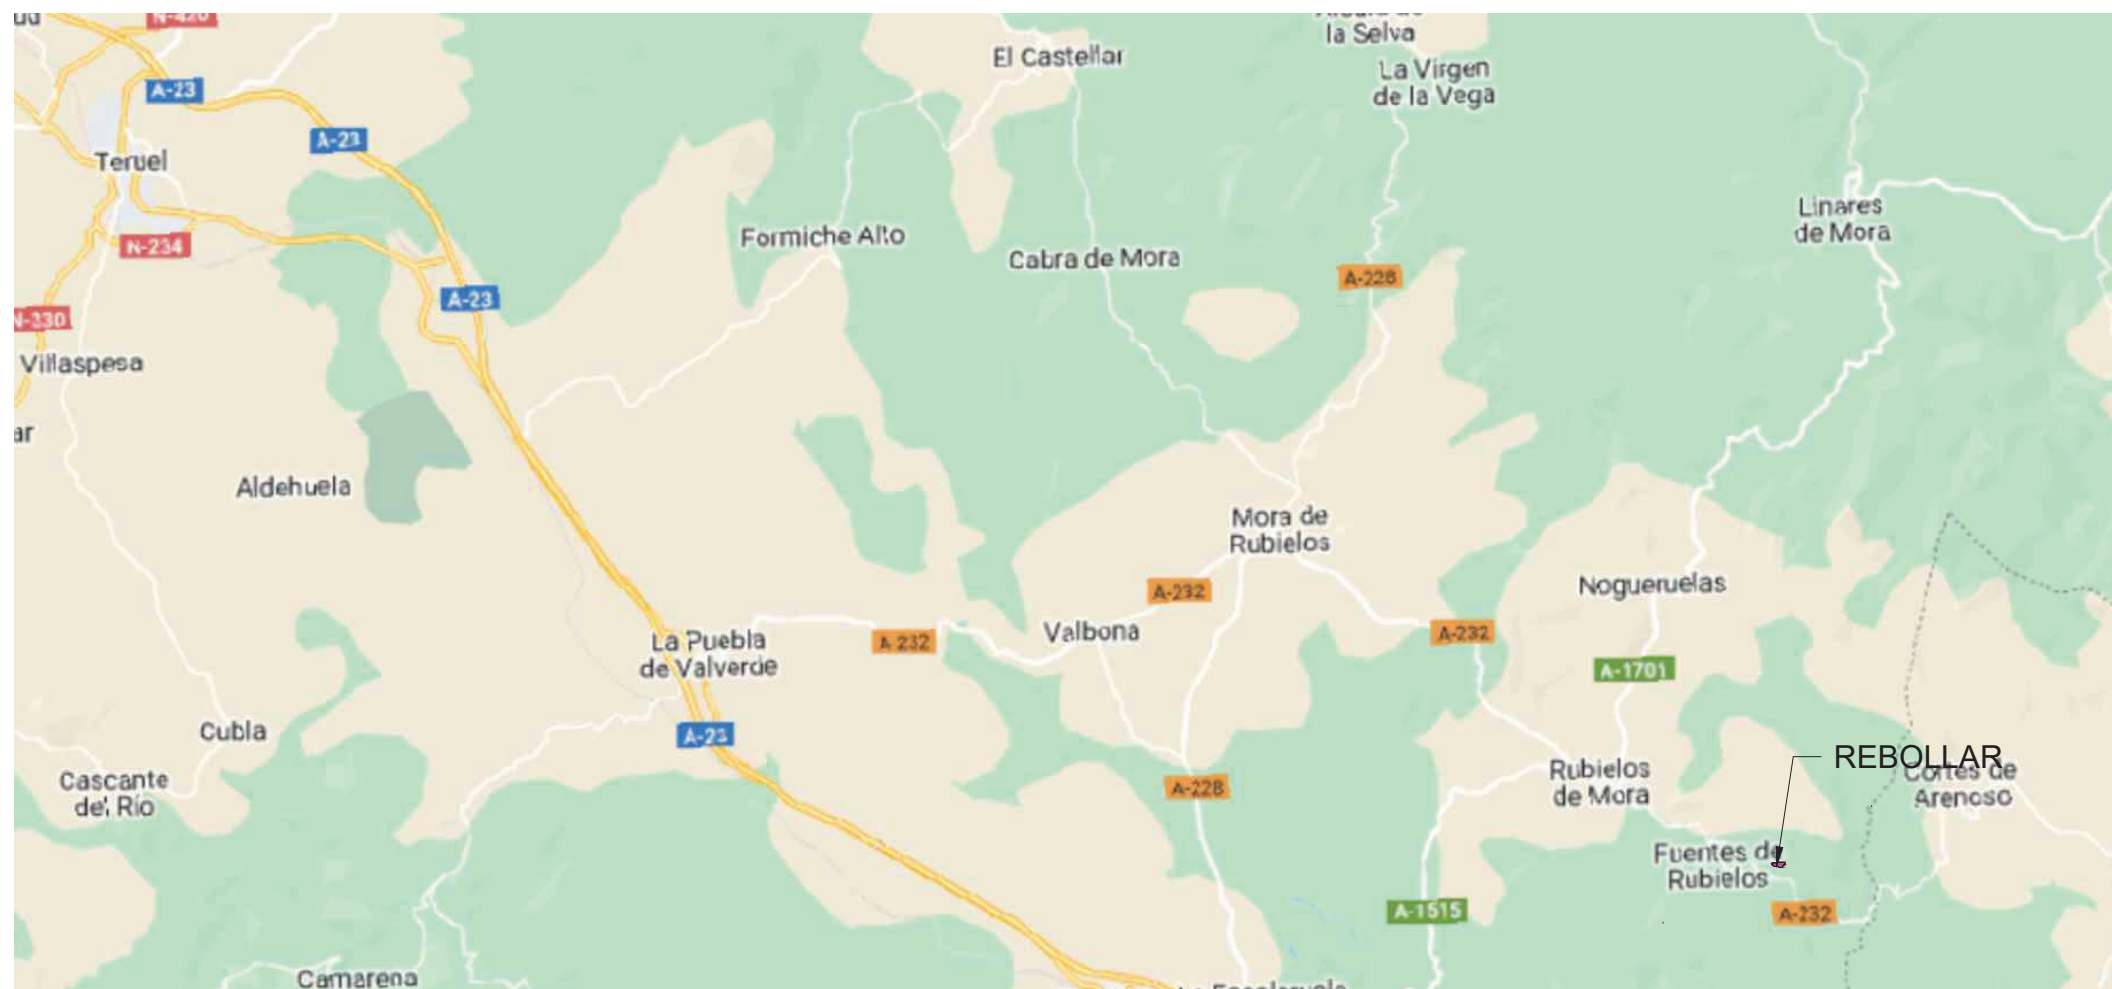 N-420
El Castellar
la Selva
La Virgen
de la Vega
A-23
A-23
Teruel
Linares
de Mora
Formiche Alto
N-234
Cabra de Mora
A-228
A-23
N-330
Villaspesa
ar
Aldehuela
Mora de
Rubielos
A-232
Nogueruelas
Valbona
A-232
A-232
La Puebla
de Valverde
A-1701
Cubla
A-23
REBOLLAR
Cascante
del Río
Rubielos
de Mora
Cortes de
Arenoso
A-228
Fuentes de
Rubielos
A-1515
A-232
Camarena